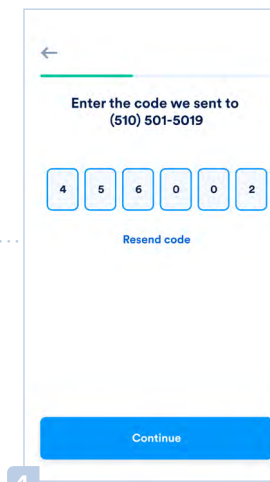 Enter the code we sent to
(510) 501-5019
4 5 6 0 0 2
Resend code
Continue
4